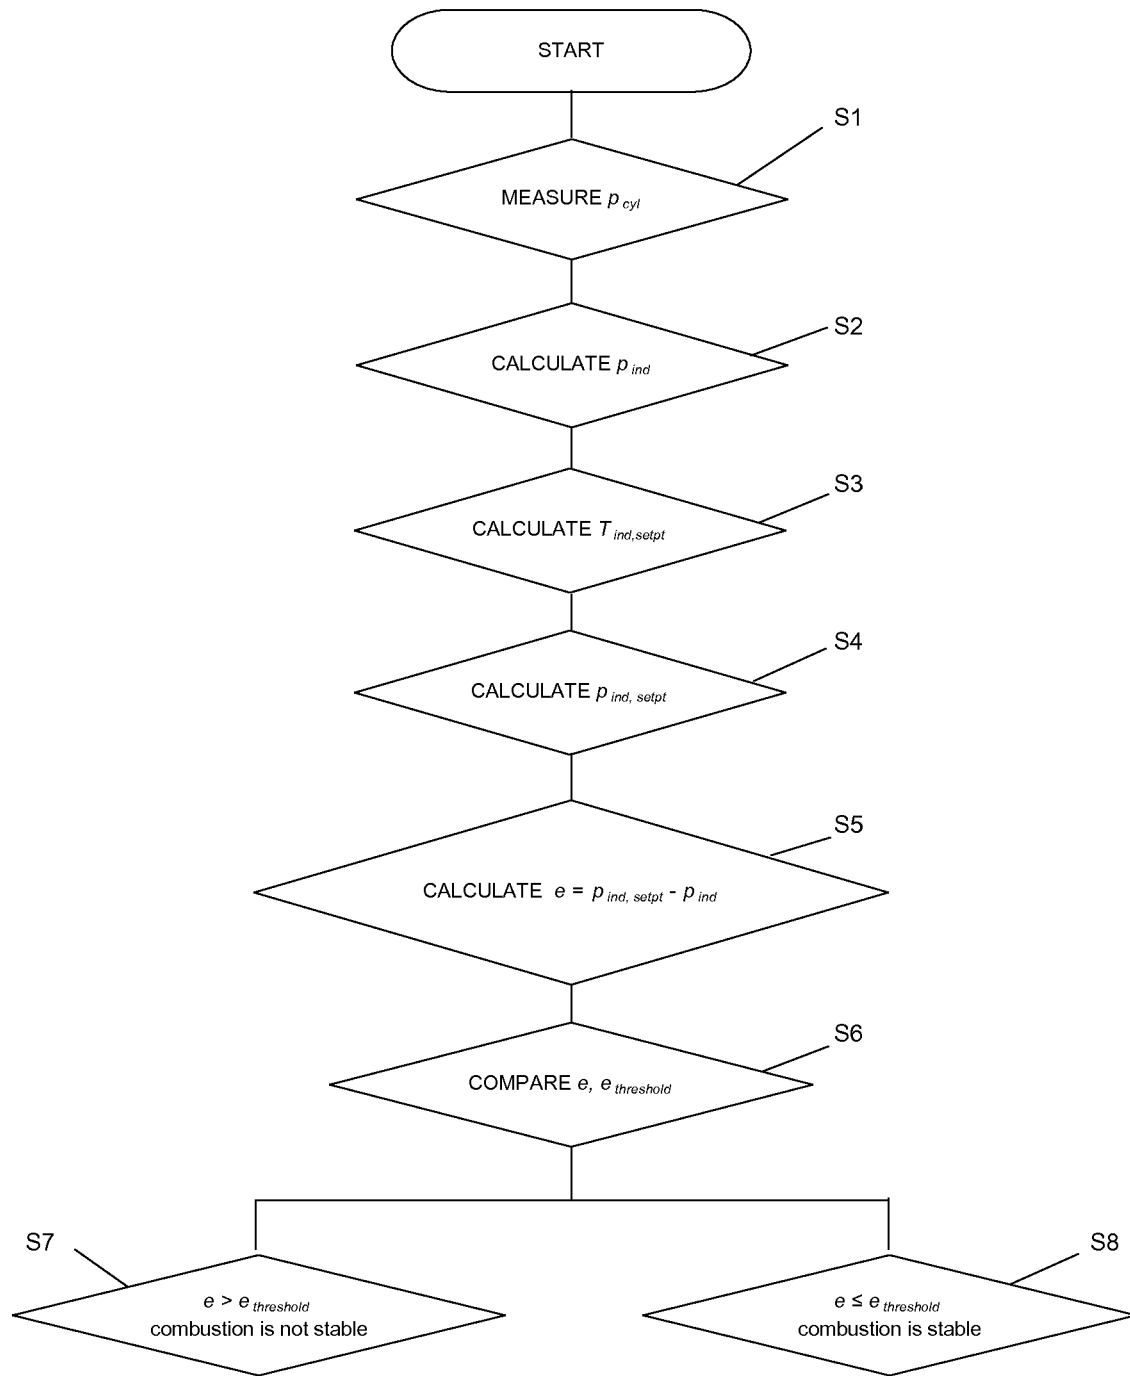 START
S1
MEASURE p cyl
S2
CALCULATE p ind
S3
CALCULATE T ind,setpt
S4
CALCULATE p ind, setpt
S5
CALCULATE e = p ind, setpt - p ind
S6
COMPARE e, e threshold
S7
e > e threshold
combustion is not stable
S8
e ≤ e threshold
combustion is stable